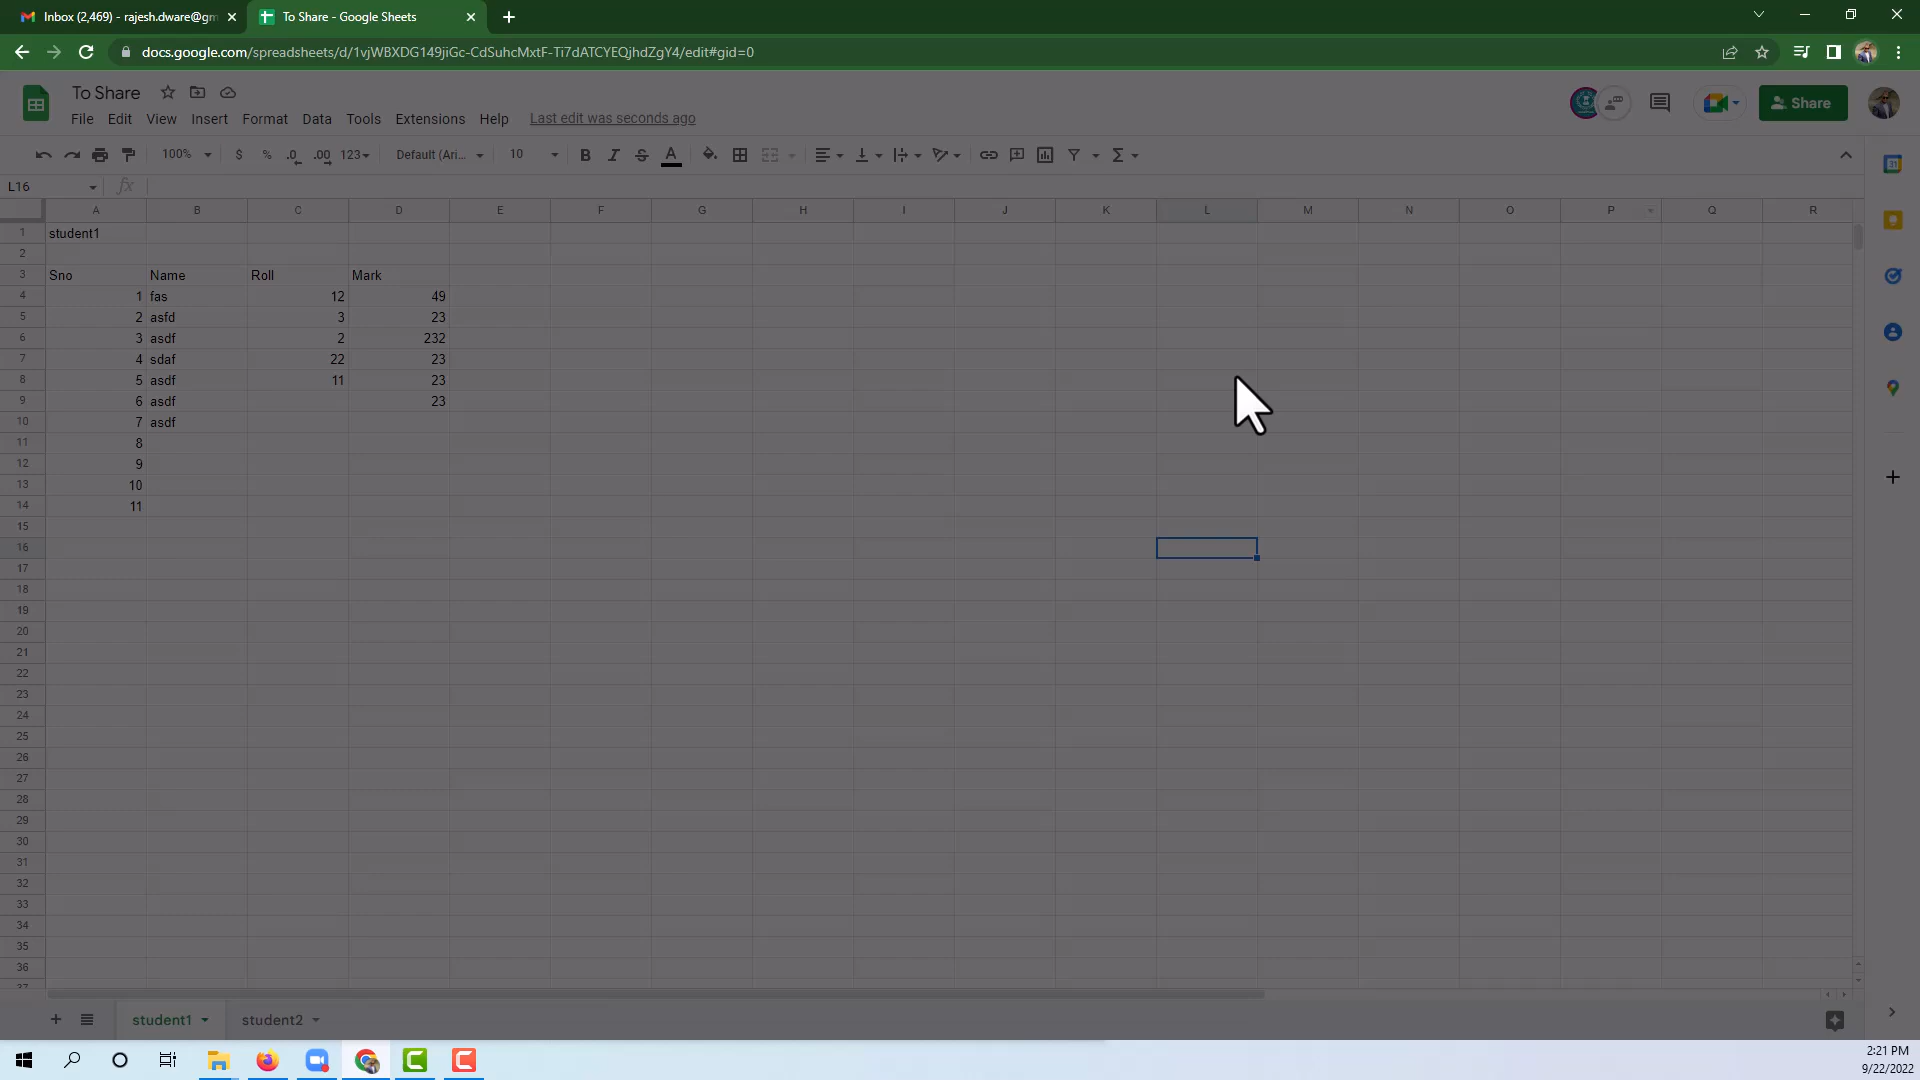 Inbox (2,469) - rajesh.dware@gm
To Share - Google Sheets
docs.google.com/spreadsheets/d/1vjWBXDG149jiGc-CdSuhcMxtF-Ti7dATCYEQjhdZgY4/edit#gid=0
To Share
Share
File Edit View Insert Format Data Tools Extensions Help Last edit was seconds ago
100% $ % .0 .00 123 Default (Ari... 10 B I S A Σ
L16 fx
A B C D E F G H I J K L M N O P Q R
1 student1
2
3 Sno Name Roll Mark
4 1 fas 12 49
5 2 asfd 3 23
6 3 asdf 2 232
7 4 sdaf 22 23
8 5 asdf 11 23
9 6 asdf 23
10 7 asdf
11 8
12 9
13 10
14 11
15
16
17
18
19
20
21
22
23
24
25
26
27
28
29
30
31
32
33
34
35
36
37
31
student1 student2
2:21 PM
9/22/2022